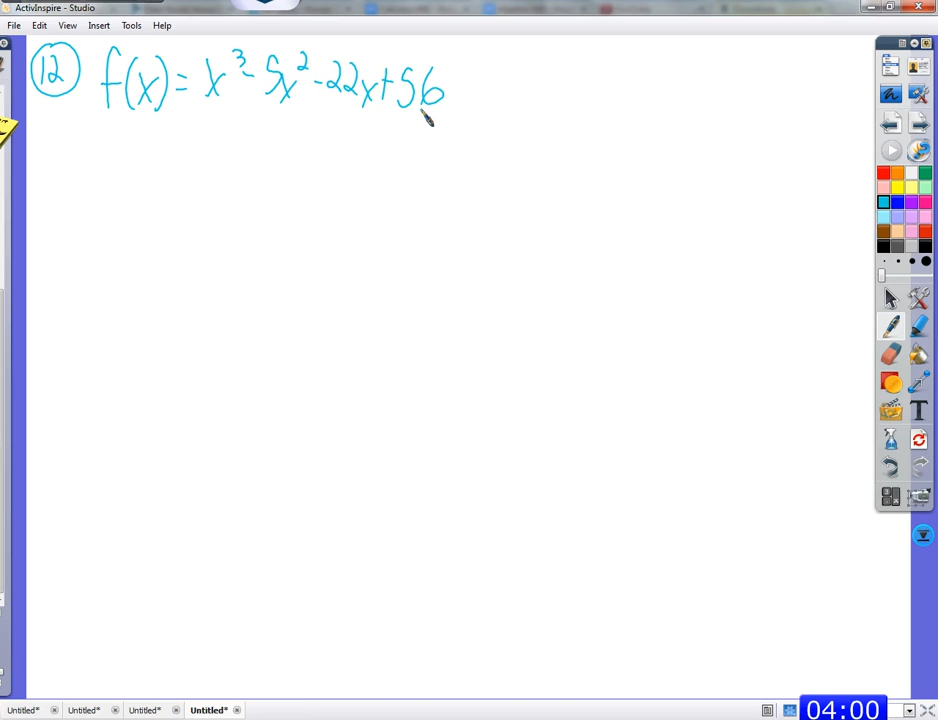 ActivInspire - Studio
File Edit View Insert Tools Help
12 f(x) = x³ - 5x² - 22x + 56
Untitled* Untitled* Untitled* Untitled*
04:00